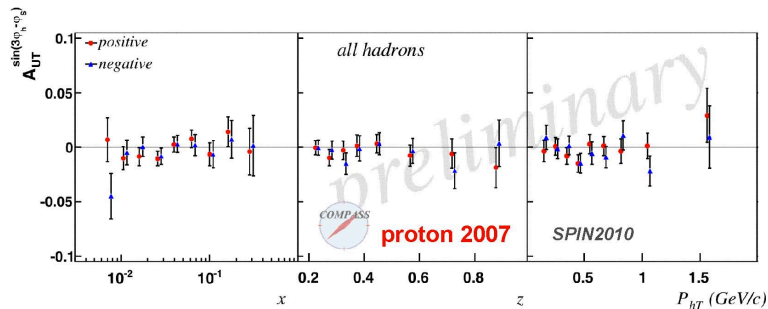 A_UT^sin(3φ_h-φ_S)
0.1
0.05
0
-0.05
-0.1
positive
negative
all hadrons
preliminary
COMPASS
proton 2007
SPIN2010
10^-2
10^-1
x
0.2
0.4
0.6
0.8
z
0.5
1
1.5
P_hT (GeV/c)